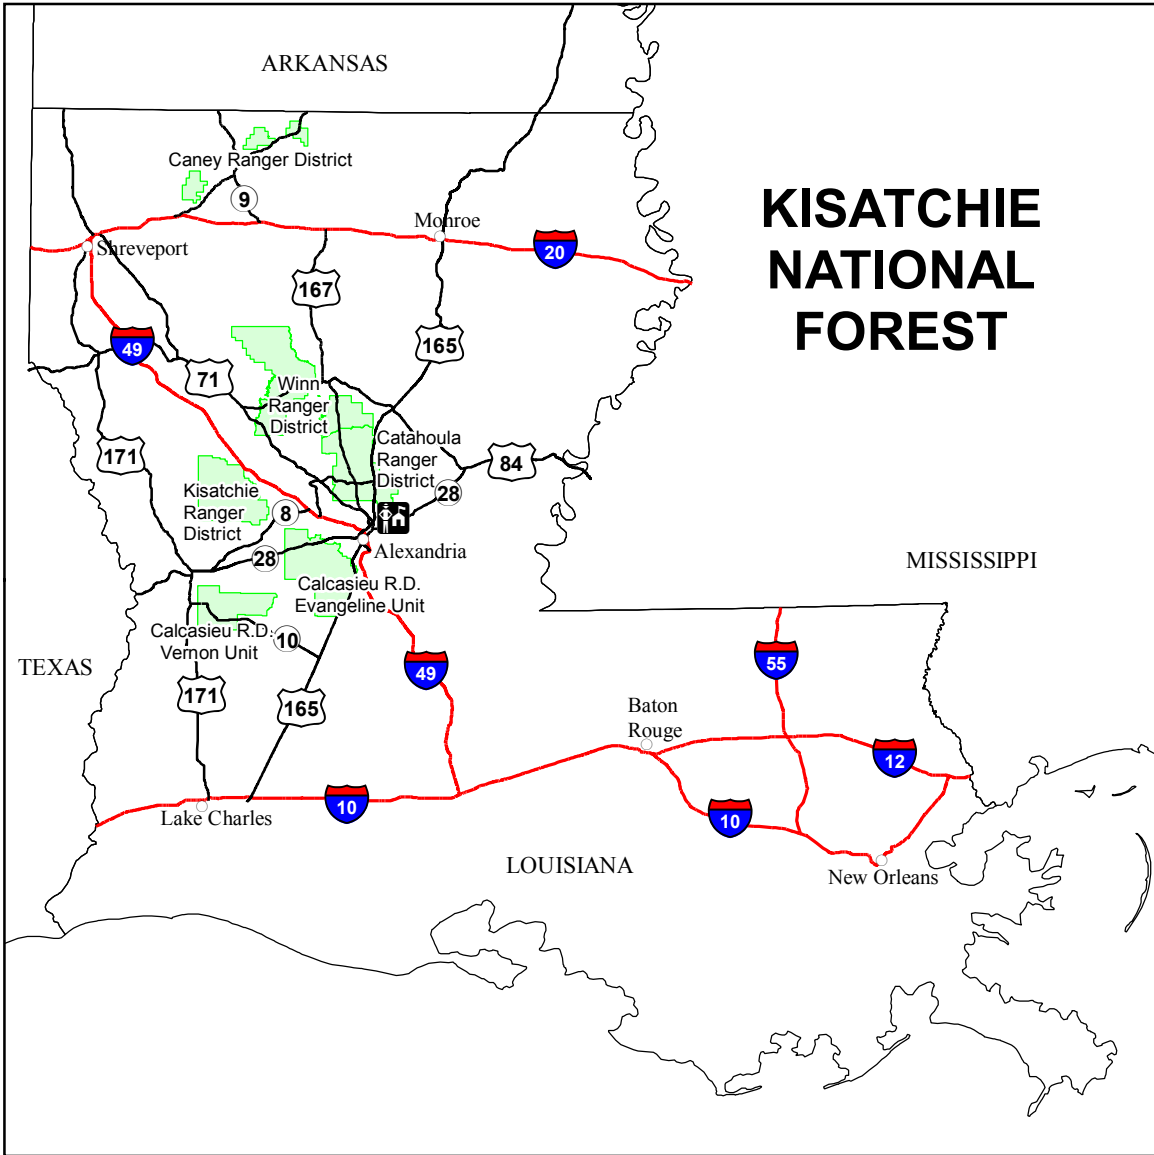 ARKANSAS
KISATCHIE
NATIONAL
FOREST
Caney Ranger District
9
Monroe
Shreveport
20
167
49
165
71
Winn
Ranger
District
Catahoula
Ranger
District
171
84
Kisatchie
Ranger
District
28
8
Alexandria
28
MISSISSIPPI
Calcasieu R.D.
Evangeline Unit
Calcasieu R.D.
Vernon Unit
10
TEXAS
49
55
171
165
Baton
Rouge
12
10
Lake Charles
10
LOUISIANA
New Orleans